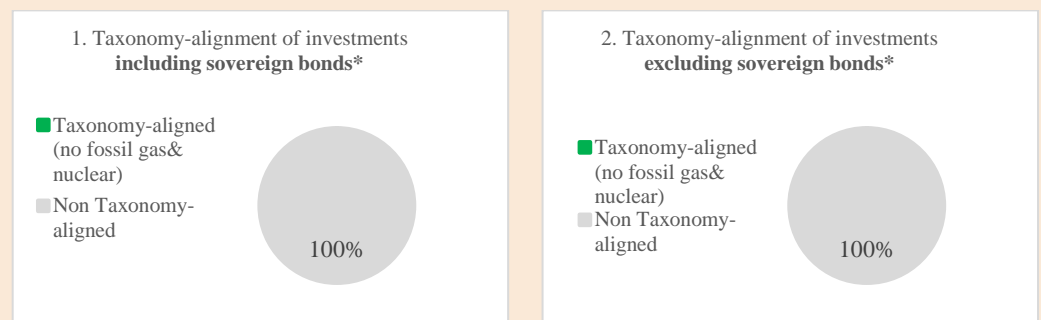 1. Taxonomy-alignment of investments
including sovereign bonds*
Taxonomy-aligned
(no fossil gas&
nuclear)
Non Taxonomy-
aligned
100%
2. Taxonomy-alignment of investments
excluding sovereign bonds*
Taxonomy-aligned
(no fossil gas&
nuclear)
Non Taxonomy-
aligned
100%